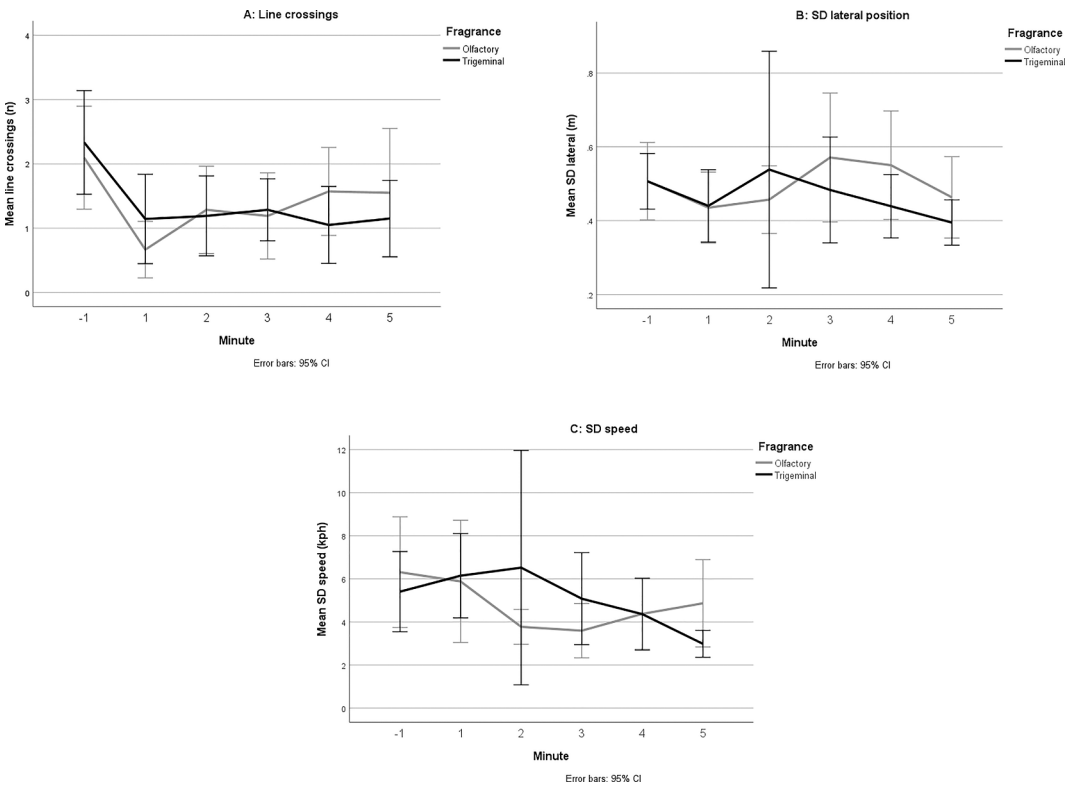 A: Line crossings
Fragrance
Olfactory
Trigeminal
Mean line crossings (n)
4
3
2
1
0
-1 1 2 3 4 5
Minute
Error bars: 95% CI
B: SD lateral position
Fragrance
Olfactory
Trigeminal
Mean SD lateral (m)
.8
.6
.4
.2
-1 1 2 3 4 5
Minute
Error bars: 95% CI
C: SD speed
Fragrance
Olfactory
Trigeminal
Mean SD speed (kph)
12
10
8
6
4
2
0
-1 1 2 3 4 5
Minute
Error bars: 95% CI